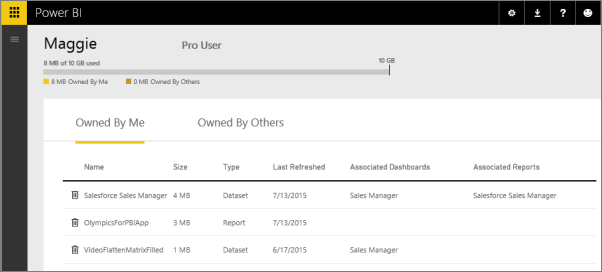 Power BI
?
Maggie Pro User
8 MB of 10 GB used 10 GB
8 MB Owned By Me 0 MB Owned By Others
Owned By Me Owned By Others
Name Size Type Last Refreshed Associated Dashboards Associated Reports
Salesforce Sales Manager 4 MB Dataset 7/13/2015 Sales Manager Salesforce Sales Manager
OlympicsForPBIApp 3 MB Report 7/13/2015
VideoFlattenMatrixFilled 1 MB Dataset 6/17/2015 Sales Manager